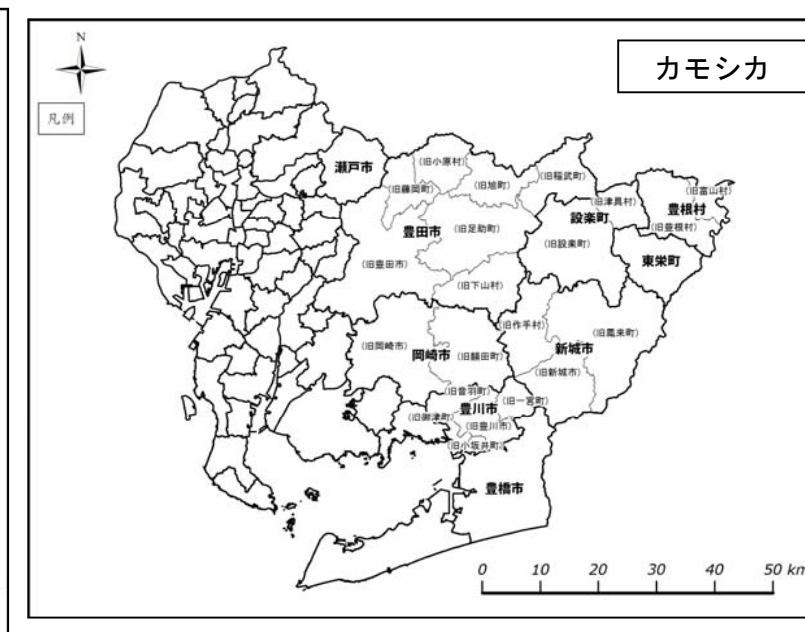 N
カモシカ
凡例
瀬戸市
(旧小原村)
(旧藤岡町)
(旧旭町)
(旧稲武町)
(旧津具村)
(旧富山村)
豊根村
(旧豊根村)
設楽町
(旧設楽町)
豊田市
(旧足助町)
(旧豊田市)
(旧下山村)
東栄町
(旧作手村)
(旧鳳来町)
新城市
(旧新城市)
(旧岡崎市)
岡崎市
(旧額田町)
(旧音羽町)
(旧一宮町)
豊川市
(旧御津町)
(旧豊川市)
(旧小坂井町)
豊橋市
0 10 20 30 40 50 km